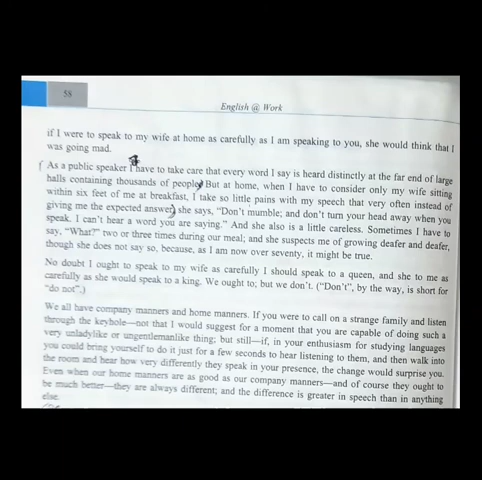 58
English @ Work
if I were to speak to my wife at home as carefully as I am speaking to you, she would think that I
was going mad.
As a public speaker I have to take care that every word I say is heard distinctly at the far end of large
halls containing thousands of people. But at home, when I have to consider only my wife sitting
within six feet of me at breakfast, I take so little pains with my speech that very often instead of
giving me the expected answer, she says, "Don't mumble; and don't turn your head away when you
speak. I can't hear a word you are saying." And she also is a little careless. Sometimes I have to
say, "What?" two or three times during our meal; and she suspects me of growing deafer and deafer,
though she does not say so, because, as I am now over seventy, it might be true.
No doubt I ought to speak to my wife as carefully I should speak to a queen, and she to me as
carefully as she would speak to a king. We ought to; but we don't. ("Don't", by the way, is short for
"do not".)
We all have company manners and home manners. If you were to call on a strange family and listen
through the keyhole—not that I would suggest for a moment that you are capable of doing such a
very unladylike or ungentlemanlike thing; but still—if, in your enthusiasm for studying languages
you could bring yourself to do it just for a few seconds to hear listening to them, and then walk into
the room and hear how very differently they speak in your presence, the change would surprise you.
Even when our home manners are as good as our company manners—and of course they ought to
be much better—they are always different; and the difference is greater in speech than in anything
else.